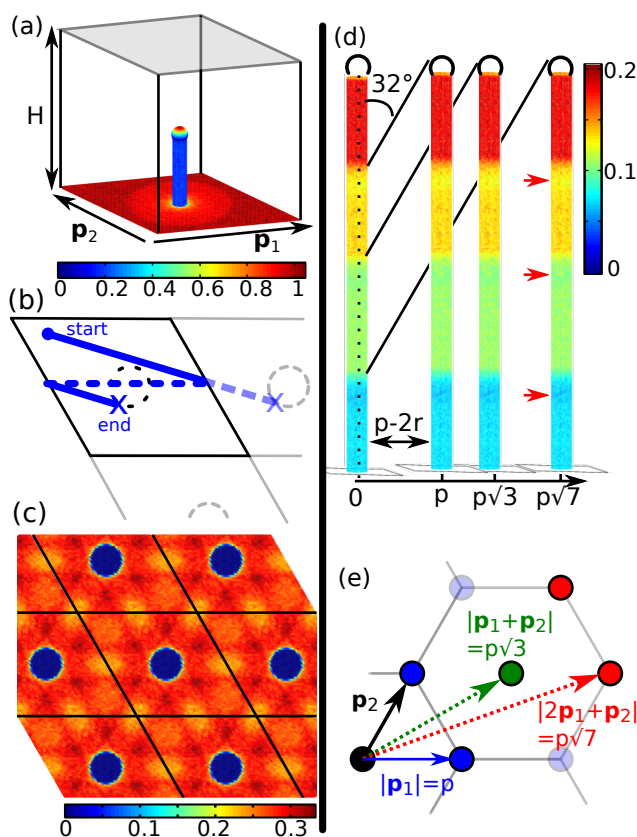 (a)
H
p₂
p₁
0 0.2 0.4 0.6 0.8 1
(b)
start
X
X
end
(c)
0 0.1 0.2 0.3
(d)
32°
0.2
0.1
0
p-2r
0 p p√3 p√7
(e)
|p₁+p₂|
=p√3
p₂
|2p₁+p₂|
=p√7
|p₁|=p